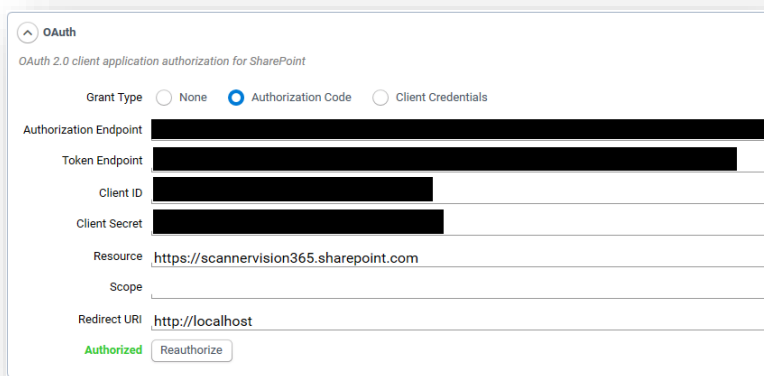 OAuth
OAuth 2.0 client application authorization for SharePoint
Grant Type None Authorization Code Client Credentials
Authorization Endpoint
Token Endpoint
Client ID
Client Secret
Resource https://scannervision365.sharepoint.com
Scope
Redirect URI http://localhost
Authorized Reauthorize